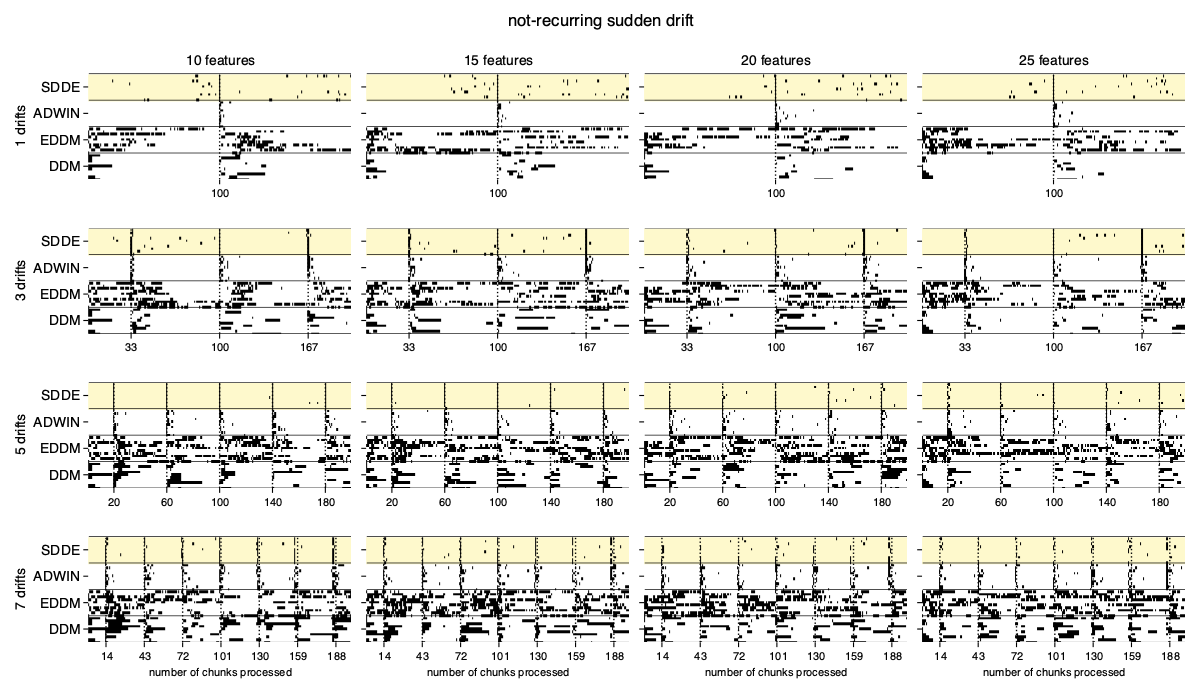 not-recurring sudden drift
10 features
15 features
20 features
25 features
1 drifts
SDDE
ADWIN
EDDM
DDM
100
100
100
100
3 drifts
SDDE
ADWIN
EDDM
DDM
33 100 167
33 100 167
33 100 167
33 100 167
5 drifts
SDDE
ADWIN
EDDM
DDM
20 60 100 140 180
20 60 100 140 180
20 60 100 140 180
20 60 100 140 180
7 drifts
SDDE
ADWIN
EDDM
DDM
14 43 72 101 130 159 188
14 43 72 101 130 159 188
14 43 72 101 130 159 188
14 43 72 101 130 159 188
number of chunks processed
number of chunks processed
number of chunks processed
number of chunks processed